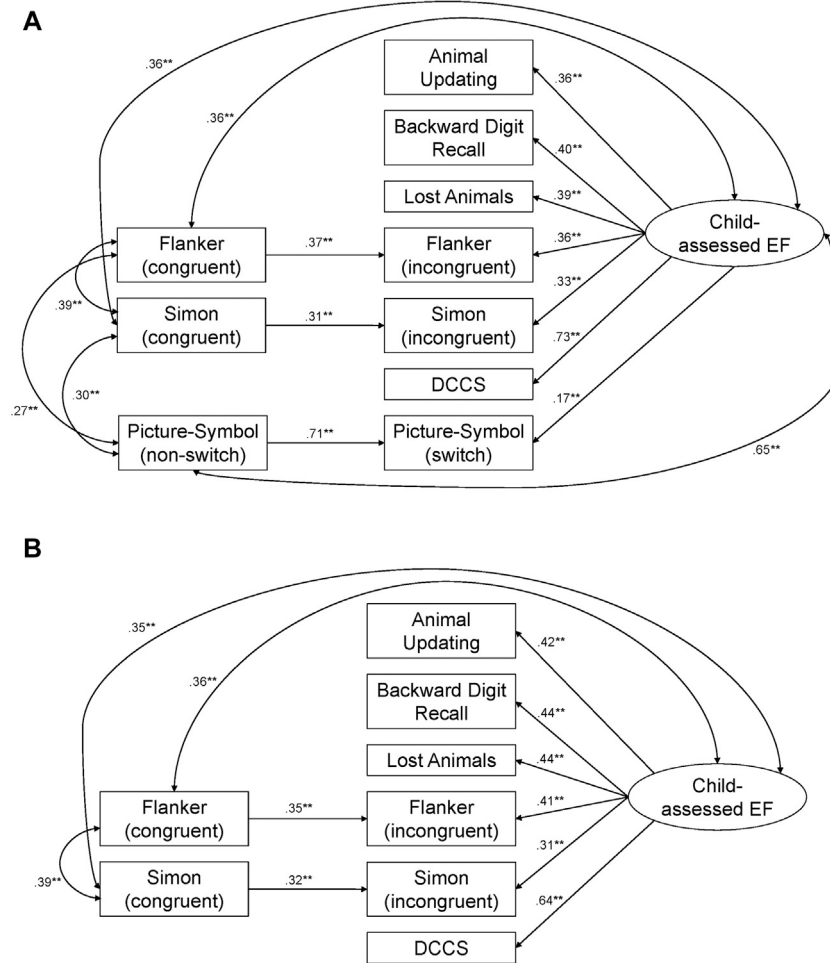 A
.36**
.36**
Animal
Updating
.36**
Backward Digit
Recall
.40**
Lost Animals
.39**
Child-
assessed EF
Flanker
(congruent)
.37**
Flanker
(incongruent)
.36**
.39**
Simon
(congruent)
.31**
Simon
(incongruent)
.33**
DCCS
.73**
.30**
.27**
Picture-Symbol
(non-switch)
.71**
Picture-Symbol
(switch)
.17**
.65**
B
.35**
.36**
Animal
Updating
.42**
Backward Digit
Recall
.44**
Lost Animals
.44**
Child-
assessed EF
Flanker
(congruent)
.35**
Flanker
(incongruent)
.41**
.39**
Simon
(congruent)
.32**
Simon
(incongruent)
.31**
DCCS
.64**